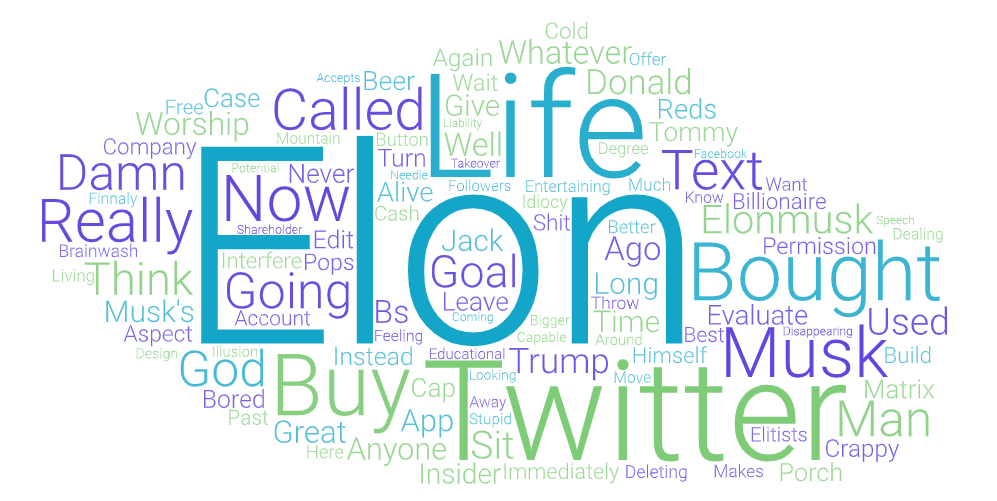 Cold
Again
Whatever
Offer
Accepts
Beer
Wait
Donald
Free
Case
Called
Life
Give
Reds
Worship
Liability
Tommy
Mountain
Button
Well
Degree
Company
Turn
Takeover
Text
Facebook
Damn
Potential
Never
Needle
Followers
Entertaining
Much
Want
Finnaly
Now
Alive
Idiocy
Know
Billionaire
Really
Elon
Cash
Shit
Elonmusk
Speech
Shareholder
Edit
Jack
Better
Ago
Permission
Dealing
Brainwash
Interfere
Pops
Goal
Bought
Living
Think
Going
Leave
Long
Musk's
Account
Bs
Coming
Throw
Evaluate
Used
Aspect
Feeling
Bigger
Time
Capable
Around
Best
Disappearing
Design
Illusion
Instead
Educational
Trump
Himself
Musk
Build
God
Buy
Cap
Looking
Move
Matrix
Bored
Away
Twitter
Man
Past
Great
App
Stupid
Elitists
Crappy
Here
Anyone
Sit
Insider
Immediately
Deleting
Makes
Porch